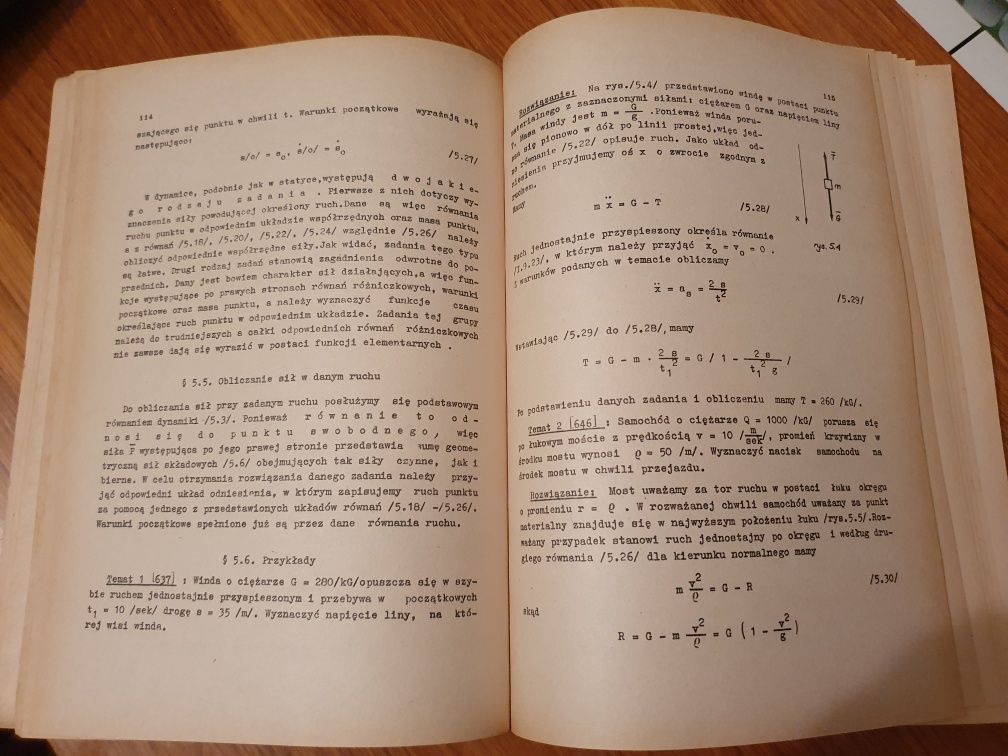 114
szającego się punktu w chwili t. Warunki początkowe wyrażają się
następująco:
s/o/ = s₀, ṡ/o/ = ṡ₀ /5.27/
W dynamice, podobnie jak w statyce, występują d w o j a k i e-
g o r o d z a j u z a d a n i a . Pierwsze z nich dotyczy wy-
znaczenia siły powodującej określony ruch. Dane są więc równania
ruchu punktu w odpowiednim układzie współrzędnych oraz masa punktu,
a z równań /5.18/, /5.20/, /5.22/, /5.24/ względnie /5.26/ należy
obliczyć odpowiednie współrzędne siły. Jak widać, zadania tego typu
są łatwe. Drugi rodzaj zadań stanowią zagadnienia odwrotne do po-
przednich. Dany jest bowiem charakter sił działających, a więc fun-
kcje występujące po prawych stronach równań różniczkowych, warunki
początkowe oraz masa punktu, a należy wyznaczyć funkcje czasu
określające ruch punktu w odpowiednim układzie. Zadania tej grupy
należą do trudniejszych a całki odpowiednich równań różniczkowych
nie zawsze dają się wyrazić w postaci funkcji elementarnych .
§ 5.5. Obliczanie sił w danym ruchu
Do obliczania sił przy zadanym ruchu posłużymy się podstawowym
równaniem dynamiki /5.3/. Ponieważ r ó w n a n i e t o o d -
n o s i s i ę d o p u n k t u s w o b o d n e g o , więc
siła P̅ występująca po jego prawej stronie przedstawia sumę geome-
tryczną sił składowych /5.6/ obejmujących tak siły czynne, jak i
bierne. W celu otrzymania rozwiązania danego zadania należy przy-
jąć odpowiedni układ odniesienia, w którym zapisujemy ruch punktu
za pomocą jednego z przedstawionych układów równań /5.18/ -/5.26/.
Warunki początkowe spełnione już są przez dane równania ruchu.
§ 5.6. Przykłady
Temat 1 |637| : Winda o ciężarze G = 280/kG/opuszcza się w szy-
bie ruchem jednostajnie przyspieszonym i przebywa w początkowych
t₁ = 10 /sek/ drogę s = 35 /m/. Wyznaczyć napięcie liny, na któ-
rej wisi winda.
115
Rozwiązanie: Na rys./5.4/ przedstawiono windę w postaci punktu
materialnego z zaznaczonymi siłami: ciężarem G oraz napięciem liny
T. Masa windy jest m = G/g .Ponieważ winda poru-
sza się pionowo w dół po linii prostej, więc jed-
no równanie /5.22/ opisuje ruch. Jako układ od-
niesienia przyjmujemy oś x o zwrocie zgodnym z
ruchem.
Mamy
m ẍ = G - T /5.28/
T̅
m
x
G̅
rys. 5.4
Ruch jednostajnie przyspieszony określa równanie
/I.9.23/, w którym należy przyjąć x₀ = v₀ = 0 .
Z warunków podanych w temacie obliczamy
ẍ = aₛ = 2 s/t² /5.29/
Wstawiając /5.29/ do /5.28/, mamy
T = G - m . 2 s/t₁² = G / 1 - 2 s/t₁² g /
Po podstawieniu danych zadania i obliczeniu mamy T = 260 /kG/.
Temat 2 |646| : Samochód o ciężarze Q = 1000 /kG/ porusza się
po łukowym moście z prędkością v = 10 /m/sek/, promień krzywizny w
środku mostu wynosi ϱ = 50 /m/. Wyznaczyć nacisk samochodu na
środek mostu w chwili przejazdu.
Rozwiązanie: Most uważamy za tor ruchu w postaci łuku okręgu
o promieniu r = ϱ . W rozważanej chwili samochód uważany za punkt
materialny znajduje się w najwyższym położeniu łuku /rys.5.5/.Roz-
ważany przypadek stanowi ruch jednostajny po okręgu i według dru-
giego równania /5.26/ dla kierunku normalnego mamy
m v²/ϱ = G - R /5.30/
skąd
R = G - m v²/ϱ = G ( 1 - v²/g )